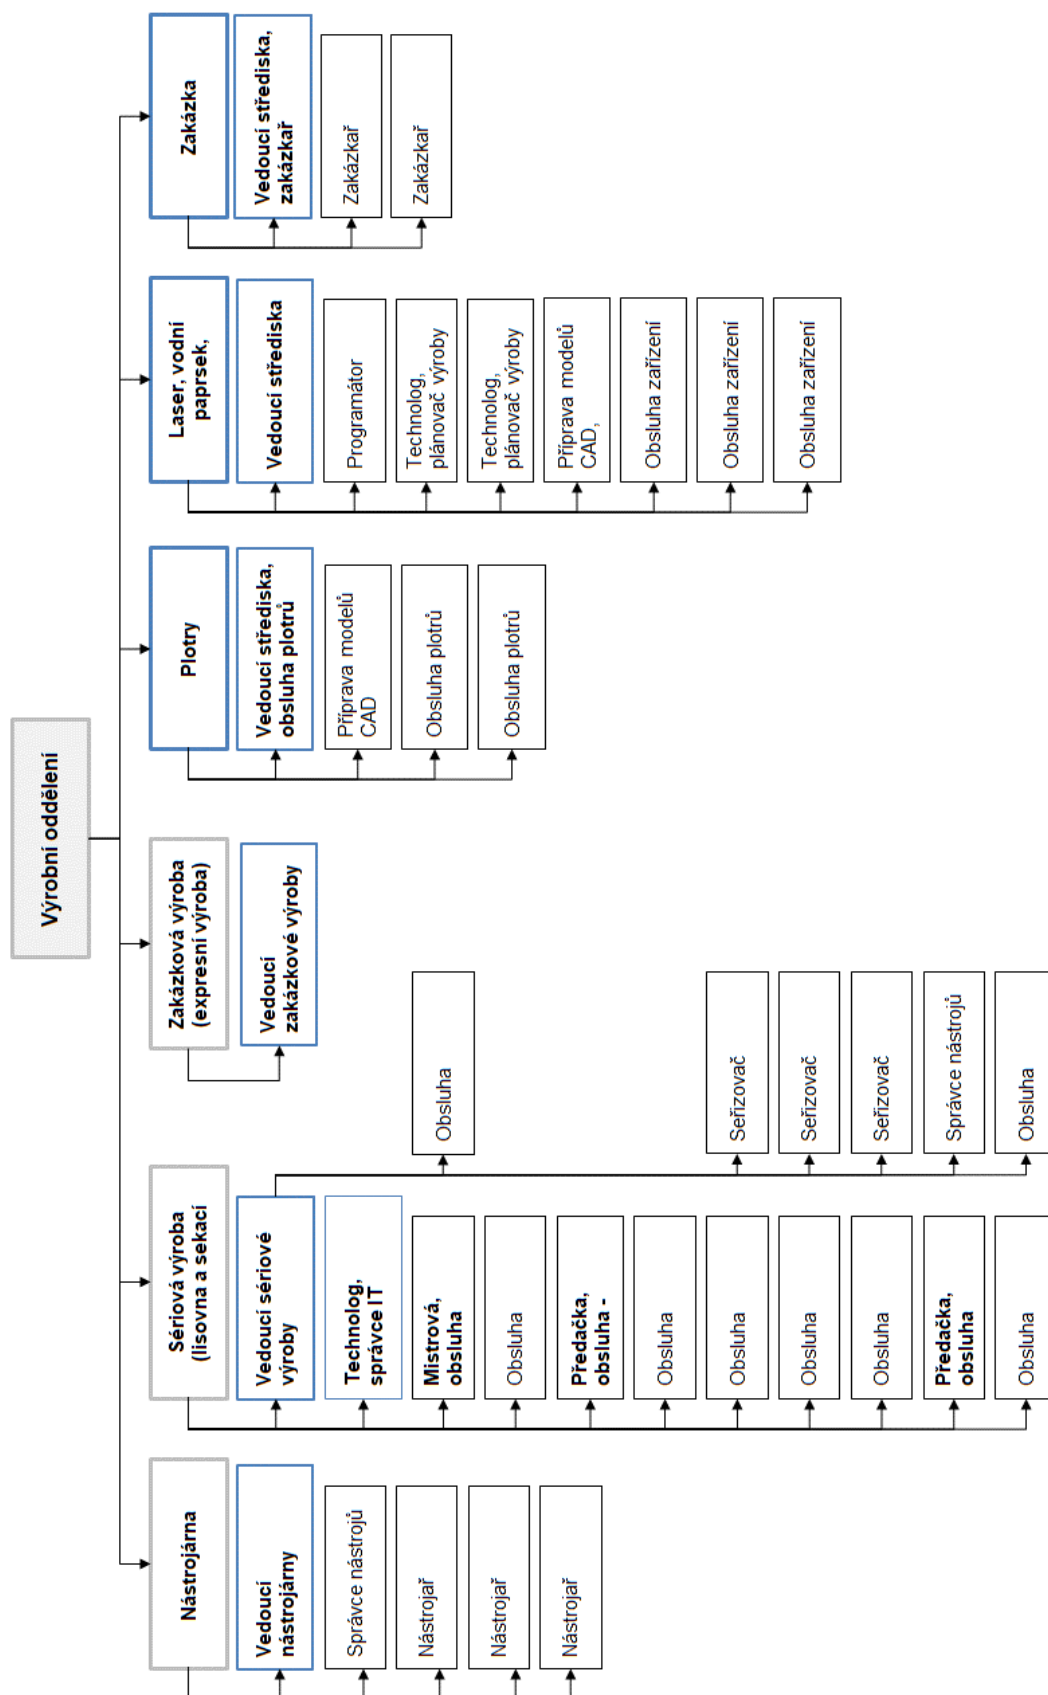 Výrobní oddělení
Nástrojárna
Vedoucí
nástrojárny
Správce nástrojů
Nástrojař
Nástrojař
Nástrojař
Sériová výroba
(lisovna a sekací
Vedoucí sériové
výroby
Technolog,
správce IT
Mistrová,
obsluha
Obsluha
Předačka,
obsluha -
Obsluha
Obsluha
Obsluha
Obsluha
Předačka,
obsluha
Obsluha
Obsluha
Seřizovač
Seřizovač
Seřizovač
Správce nástrojů
Obsluha
Zakázková výroba
(expresní výroba)
Vedoucí
zakázkové výroby
Plotry
Vedoucí střediska,
obsluha plotrů
Příprava modelů
CAD
Obsluha plotrů
Obsluha plotrů
Laser, vodní
paprsek,
Vedoucí střediska
Programátor
Technolog,
plánovač výroby
Technolog,
plánovač výroby
Příprava modelů
CAD,
Obsluha zařízení
Obsluha zařízení
Obsluha zařízení
Zakázka
Vedoucí střediska,
zakázkař
Zakázkař
Zakázkař